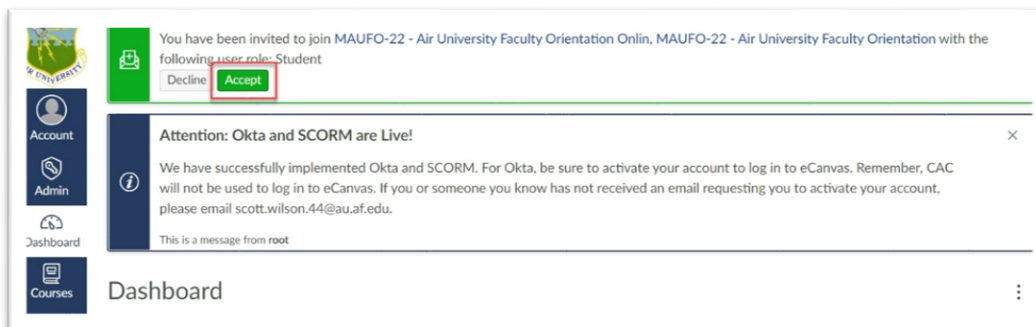 You have been invited to join MAUFO-22 - Air University Faculty Orientation Onlin, MAUFO-22 - Air University Faculty Orientation with the
following user role: Student
Decline Accept
AIR UNIVERSITY
Account
Admin
Dashboard
Courses
Attention: Okta and SCORM are Live!
We have successfully implemented Okta and SCORM. For Okta, be sure to activate your account to log in to eCanvas. Remember, CAC
will not be used to log in to eCanvas. If you or someone you know has not received an email requesting you to activate your account,
please email scott.wilson.44@au.af.edu.
This is a message from root
Dashboard